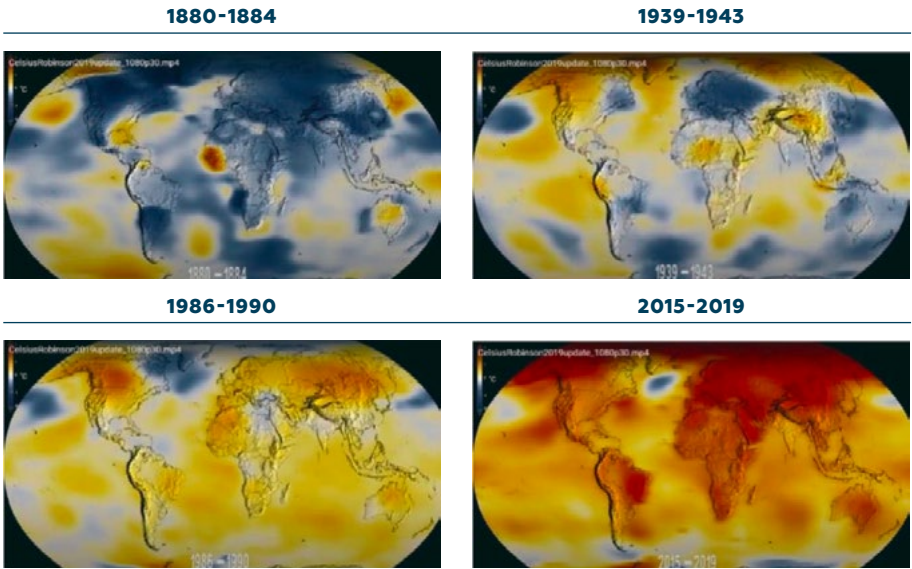 1880-1884
1939-1943
CelsiusRobinson2019update_1080p30.mp4
CelsiusRobinson2019update_1080p30.mp4
° C
° C
1880 – 1884
1939 – 1943
1986-1990
2015-2019
CelsiusRobinson2019update_1080p30.mp4
CelsiusRobinson2019update_1080p30.mp4
° C
° C
1986 – 1990
2015 – 2019